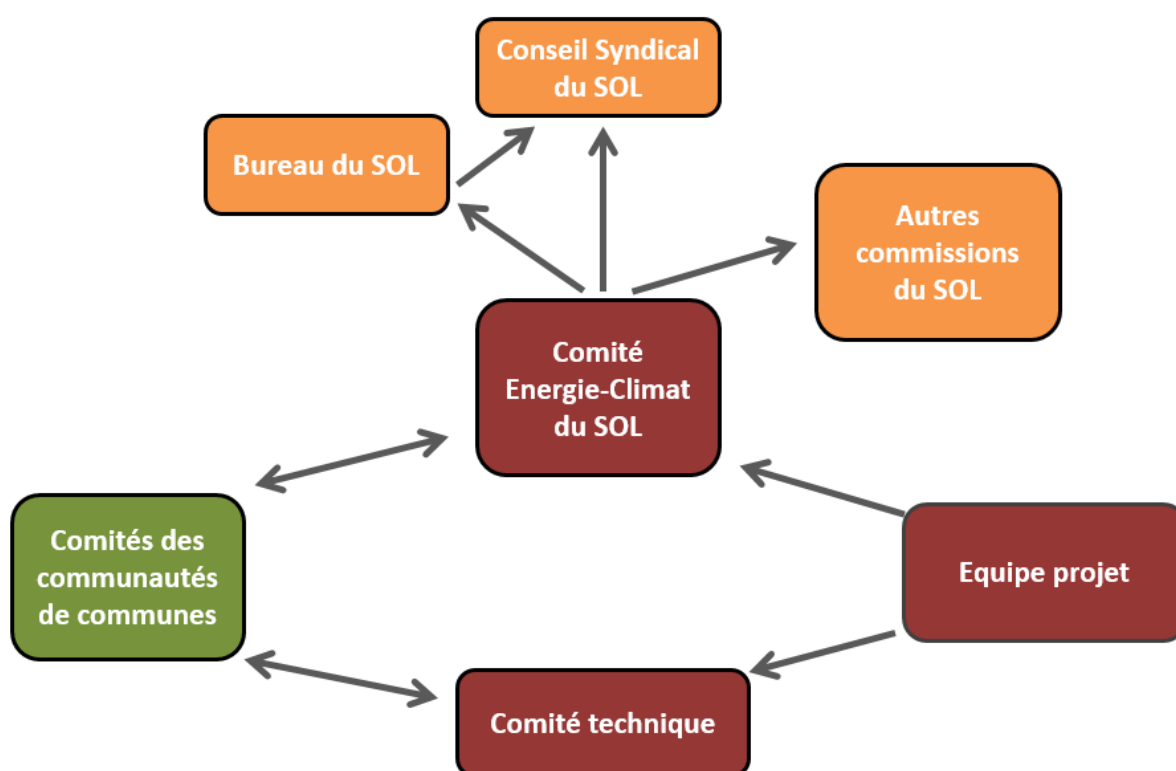 Conseil Syndical
du SOL
Bureau du SOL
Autres
commissions
du SOL
Comité
Energie-Climat
du SOL
Comités des
communautés
de communes
Equipe projet
Comité technique